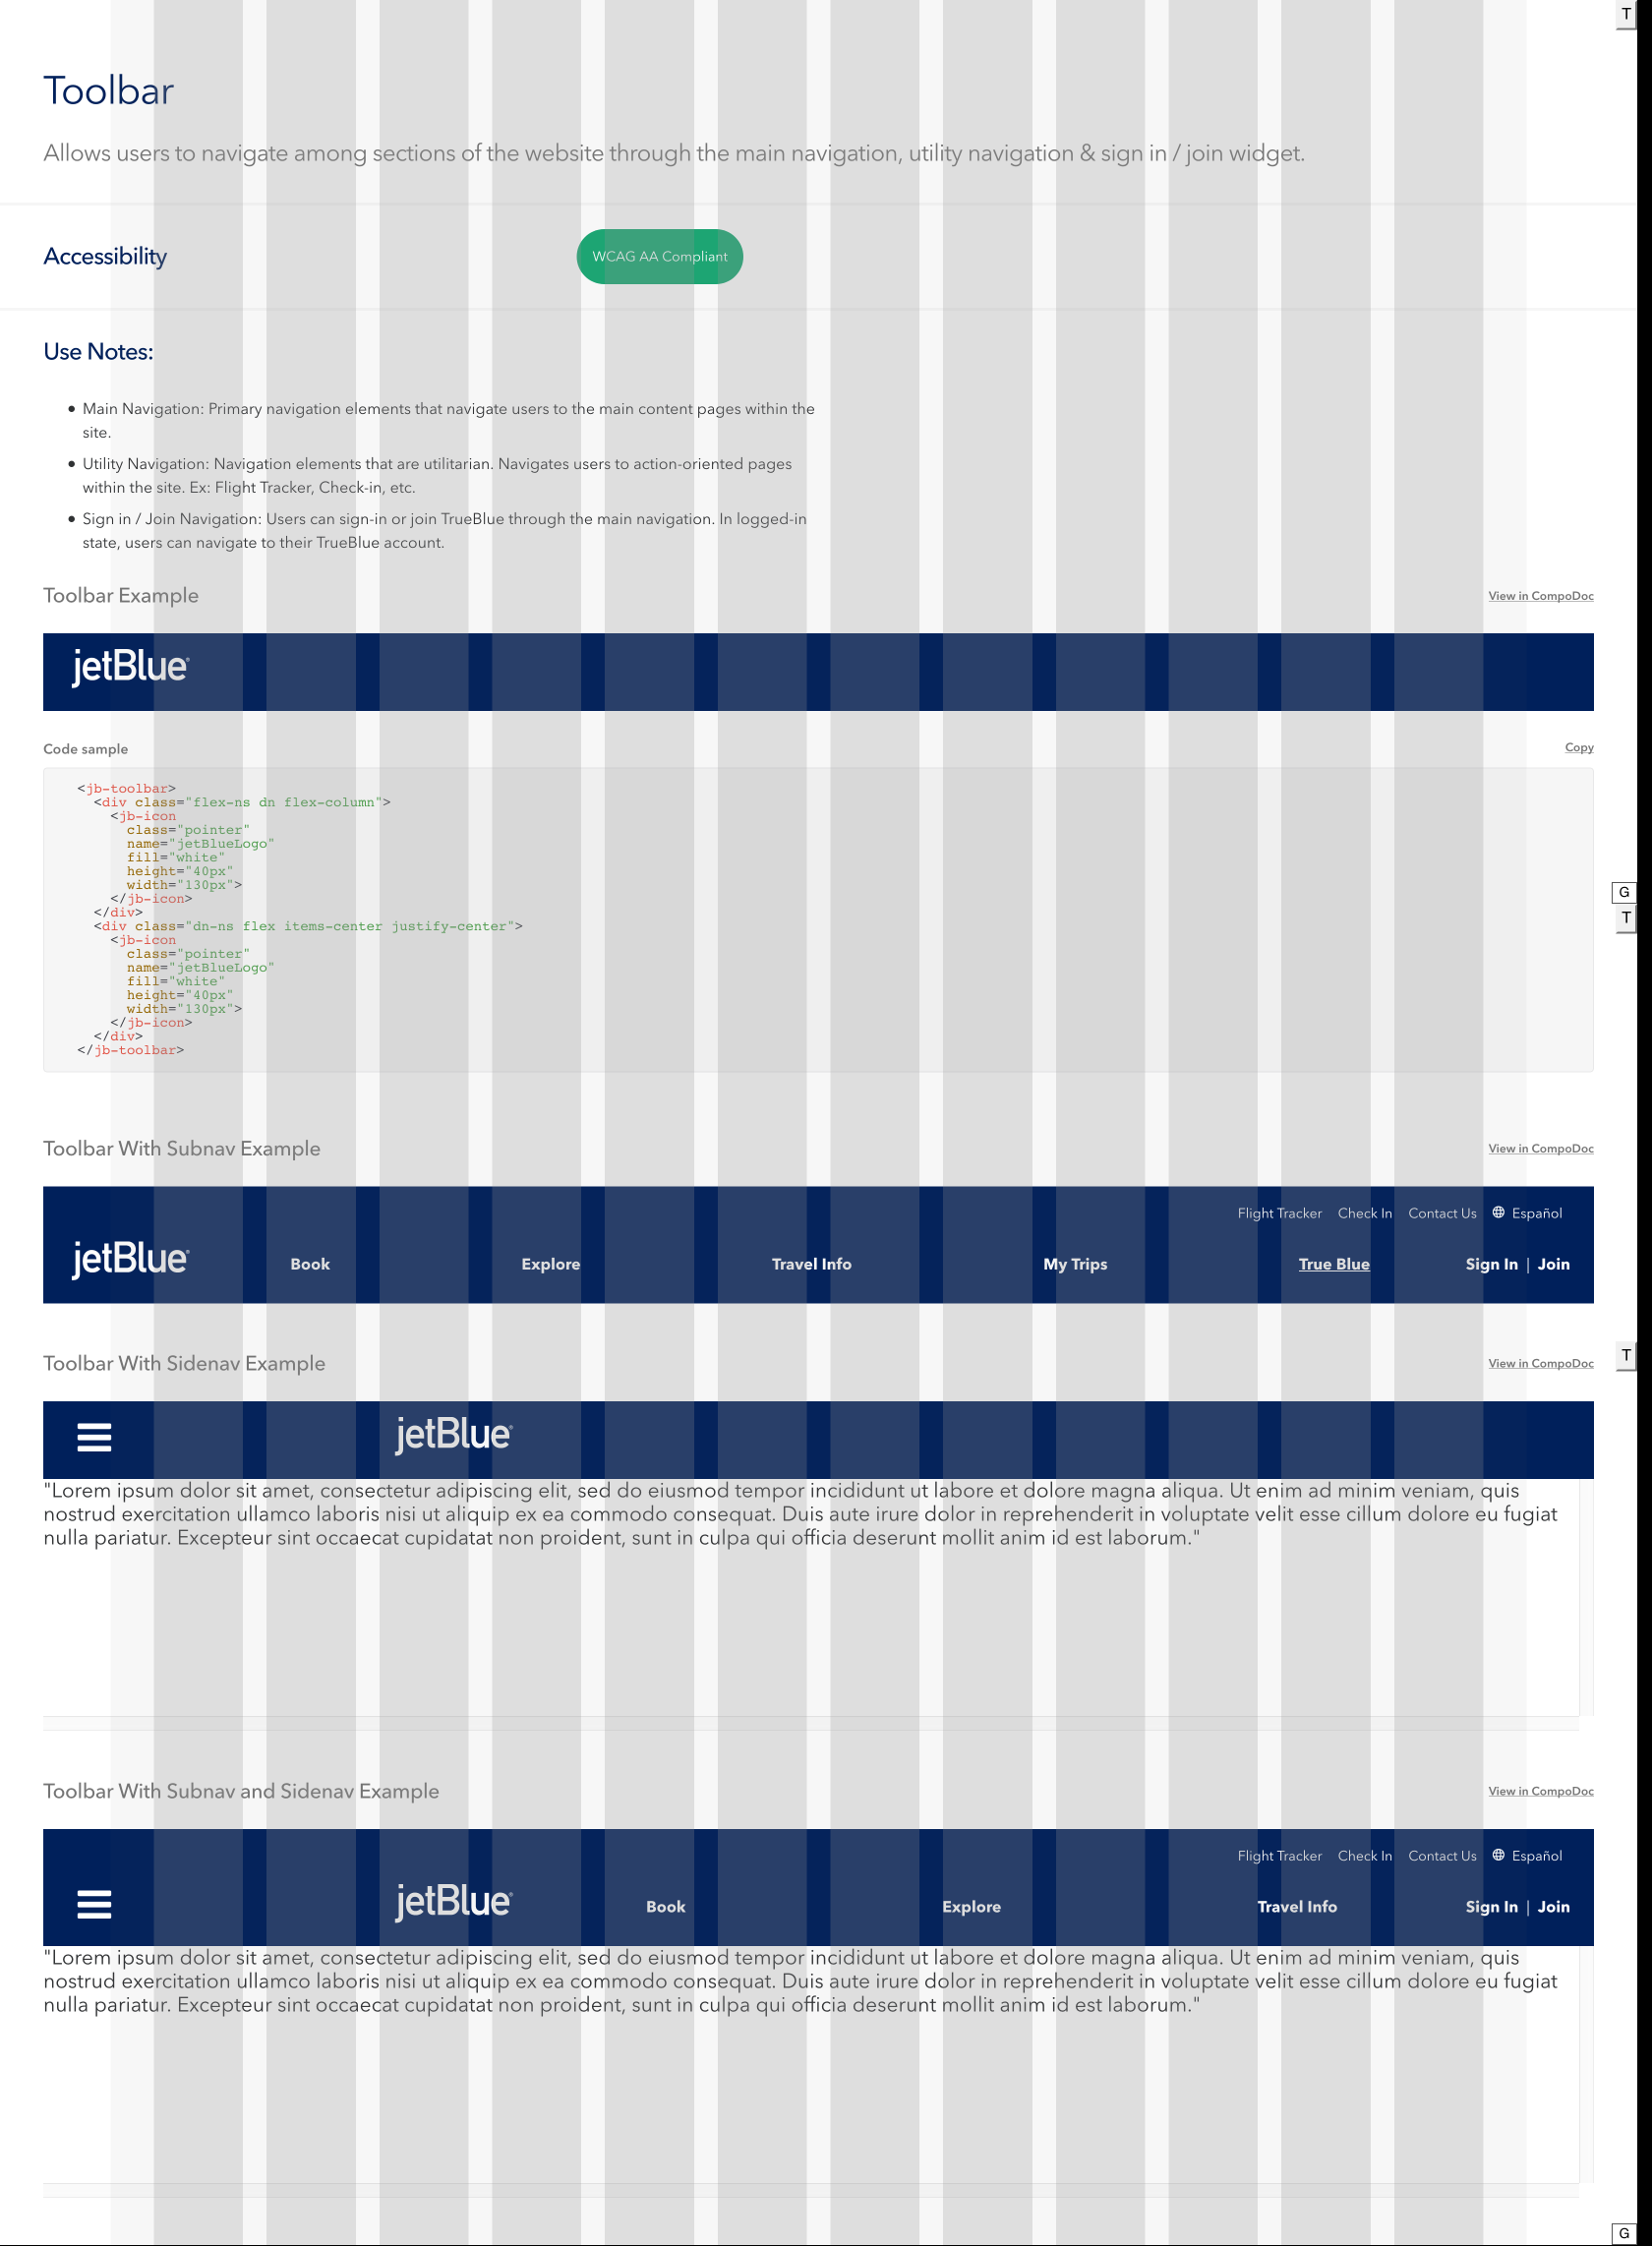 T
Toolbar
Allows users to navigate among sections of the website through the main navigation, utility navigation & sign in / join widget.
Accessibility
WCAG AA Compliant
Use Notes:
• Main Navigation: Primary navigation elements that navigate users to the main content pages within the
site.
• Utility Navigation: Navigation elements that are utilitarian. Navigates users to action-oriented pages
within the site. Ex: Flight Tracker, Check-in, etc.
• Sign in / Join Navigation: Users can sign-in or join TrueBlue through the main navigation. In logged-in
state, users can navigate to their TrueBlue account.
Toolbar Example
View in CompoDoc
jetBlue®
Code sample
Copy
<jb-toolbar>
  <div class="flex-ns dn flex-column">
    <jb-icon
      class="pointer"
      name="jetBlueLogo"
      fill="white"
      height="40px"
      width="130px">
    </jb-icon>
  </div>
  <div class="dn-ns flex items-center justify-center">
    <jb-icon
      class="pointer"
      name="jetBlueLogo"
      fill="white"
      height="40px"
      width="130px">
    </jb-icon>
  </div>
</jb-toolbar>
G
T
Toolbar With Subnav Example
View in CompoDoc
Flight Tracker Check In Contact Us Español
jetBlue® Book Explore Travel Info My Trips True Blue Sign In | Join
Toolbar With Sidenav Example
View in CompoDoc
T
jetBlue®
"Lorem ipsum dolor sit amet, consectetur adipiscing elit, sed do eiusmod tempor incididunt ut labore et dolore magna aliqua. Ut enim ad minim veniam, quis
nostrud exercitation ullamco laboris nisi ut aliquip ex ea commodo consequat. Duis aute irure dolor in reprehenderit in voluptate velit esse cillum dolore eu fugiat
nulla pariatur. Excepteur sint occaecat cupidatat non proident, sunt in culpa qui officia deserunt mollit anim id est laborum."
Toolbar With Subnav and Sidenav Example
View in CompoDoc
Flight Tracker Check In Contact Us Español
jetBlue® Book Explore Travel Info Sign In | Join
"Lorem ipsum dolor sit amet, consectetur adipiscing elit, sed do eiusmod tempor incididunt ut labore et dolore magna aliqua. Ut enim ad minim veniam, quis
nostrud exercitation ullamco laboris nisi ut aliquip ex ea commodo consequat. Duis aute irure dolor in reprehenderit in voluptate velit esse cillum dolore eu fugiat
nulla pariatur. Excepteur sint occaecat cupidatat non proident, sunt in culpa qui officia deserunt mollit anim id est laborum."
G